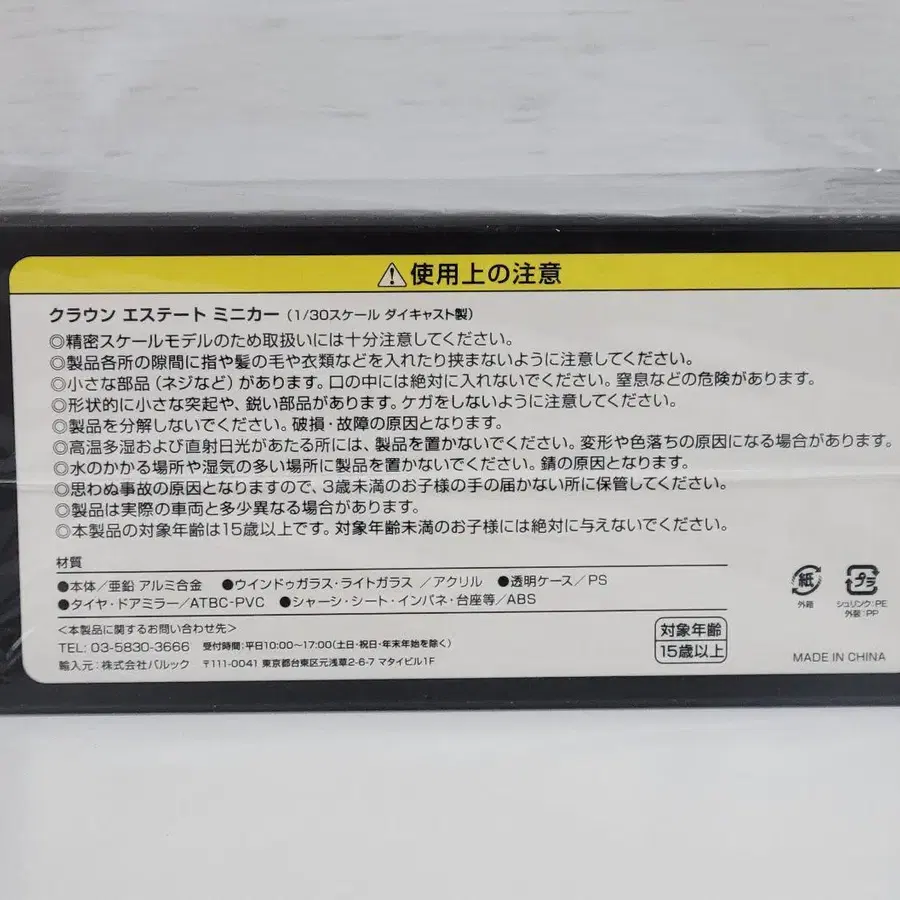 使用上の注意
クラウン エステート ミニカー（1/30スケール ダイキャスト製）
◎精密スケールモデルのため取扱いには十分注意してください。
◎製品各所の隙間に指や髪の毛や衣類などを入れたり挟まないように注意してください。
◎小さな部品（ネジなど）があります。口の中には絶対に入れないでください。窒息などの危険があります。
◎形状的に小さな突起や、鋭い部品があります。ケガをしないように注意してください。
◎製品を分解しないでください。破損・故障の原因となります。
◎高温多湿および直射日光があたる所には、製品を置かないでください。変形や色落ちの原因になる場合があります。
◎水のかかる場所や湿気の多い場所に製品を置かないでください。錆の原因となります。
◎思わぬ事故の原因となりますので、3歳未満のお子様の手の届かない所に保管してください。
◎製品は実際の車両と多少異なる場合があります。
◎本製品の対象年齢は15歳以上です。対象年齢未満のお子様には絶対に与えないでください。
材質
●本体／亜鉛 アルミ合金 ●ウインドゥガラス・ライトガラス ／アクリル ●透明ケース／PS
●タイヤ・ドアミラー／ATBC-PVC ●シャーシ・シート・インパネ・台座等／ABS
＜本製品に関するお問い合わせ先＞
TEL: 03-5830-3666 受付時間:平日10:00〜17:00(土日・祝日・年末年始を除く)
輸入元：株式会社バルック 〒111-0041 東京都台東区元浅草2-6-7 マタイビル1F
対象年齢
15歳以上
紙
外箱
プラ
シュリンク:PE
外装:PP
MADE IN CHINA